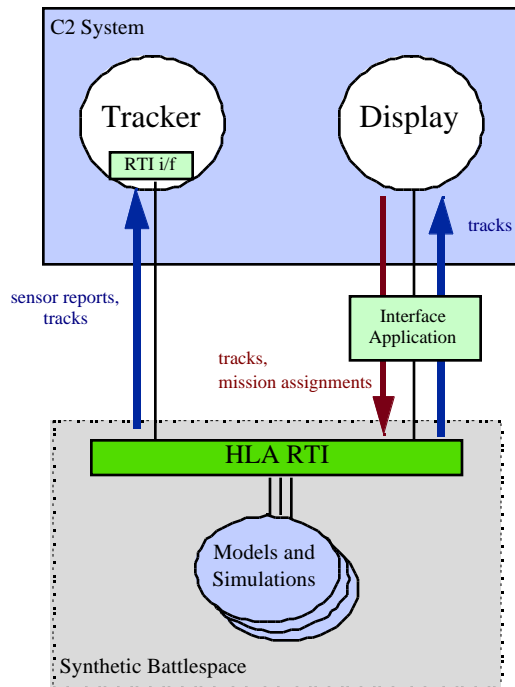 C2 System
Tracker
RTI i/f
Display
tracks
sensor reports,
tracks
Interface
Application
tracks,
mission assignments
HLA RTI
Models and
Simulations
Synthetic Battlespace